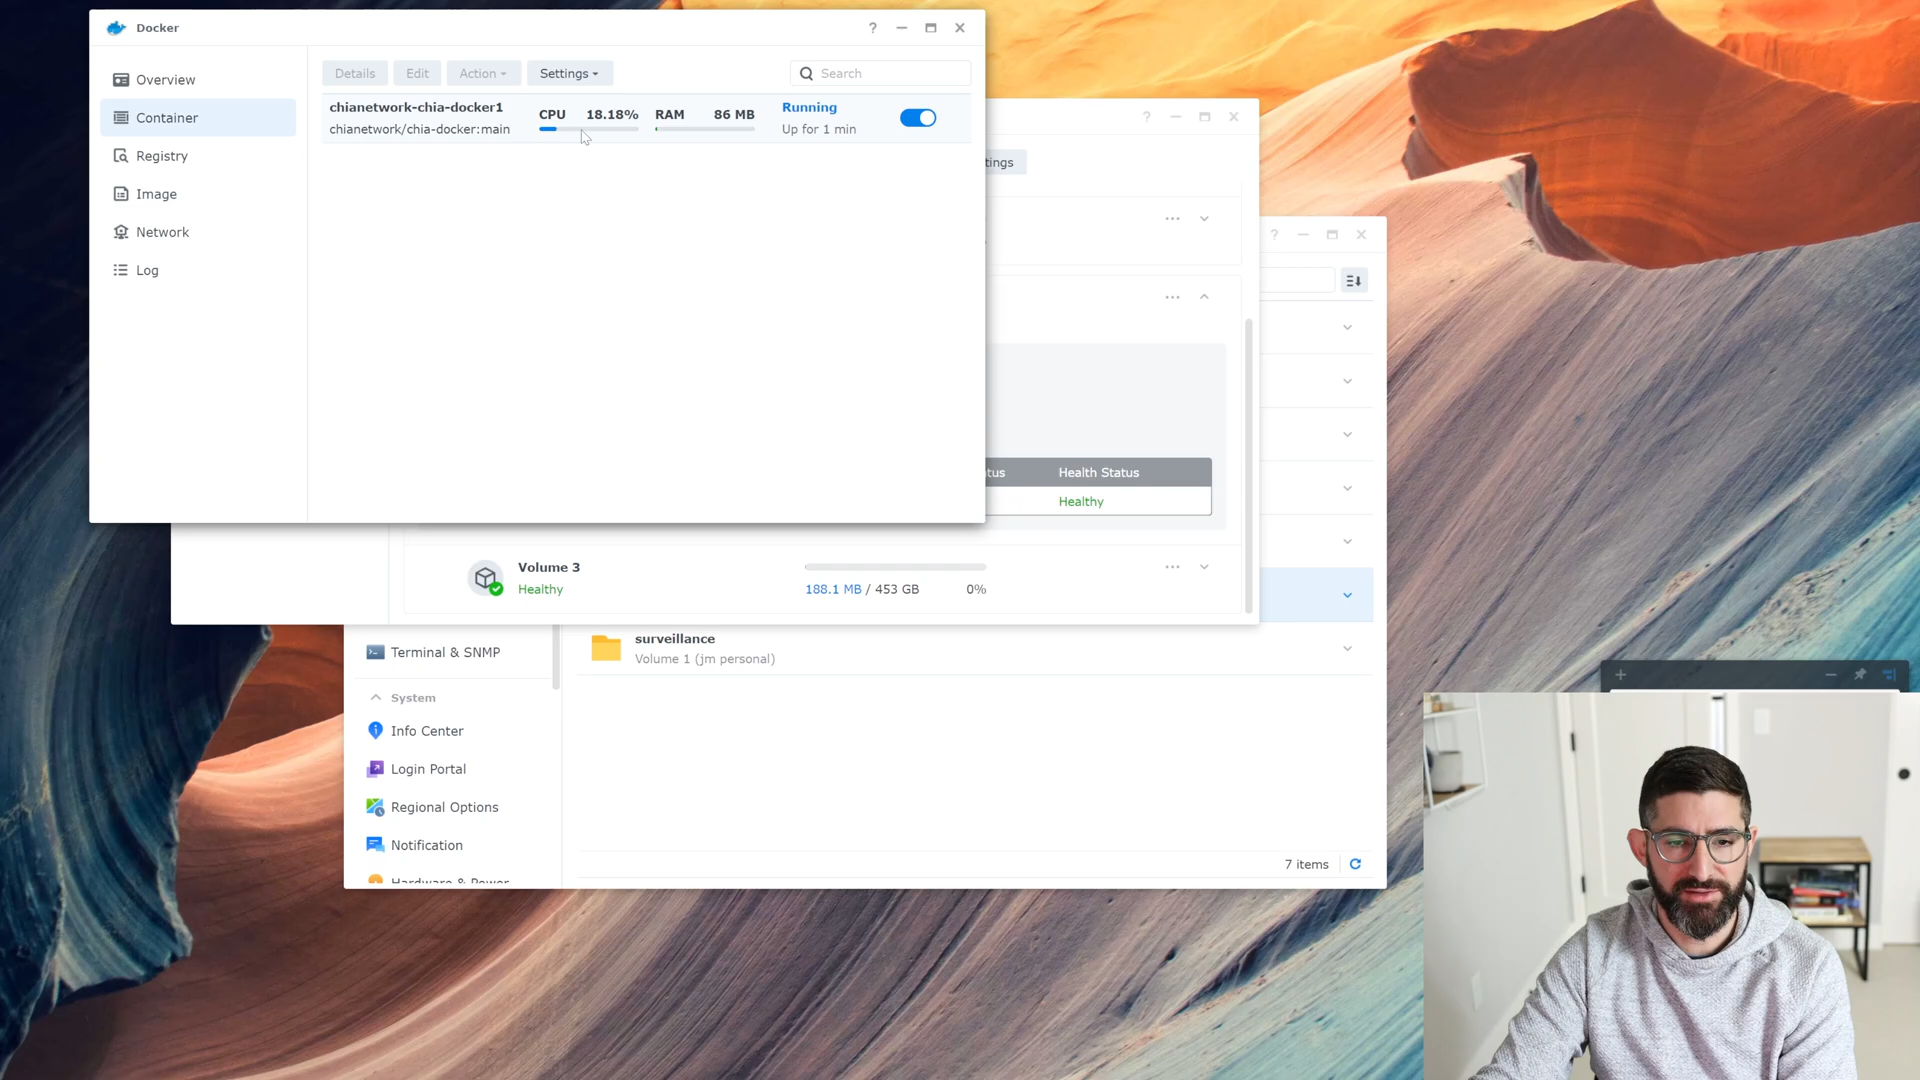 Docker
?
Overview
Container
Registry
Image
Network
Log
Details Edit Action Settings Search
chianetwork-chia-docker1
chianetwork/chia-docker:main
CPU 18.18% RAM 86 MB
Running
Up for 1 min
?
tings
tus Health Status
Healthy
Volume 3
Healthy
188.1 MB / 453 GB 0%
?
surveillance
Volume 1 (jm personal)
Terminal & SNMP
System
Info Center
Login Portal
Regional Options
Notification
Hardware & Power
7 items